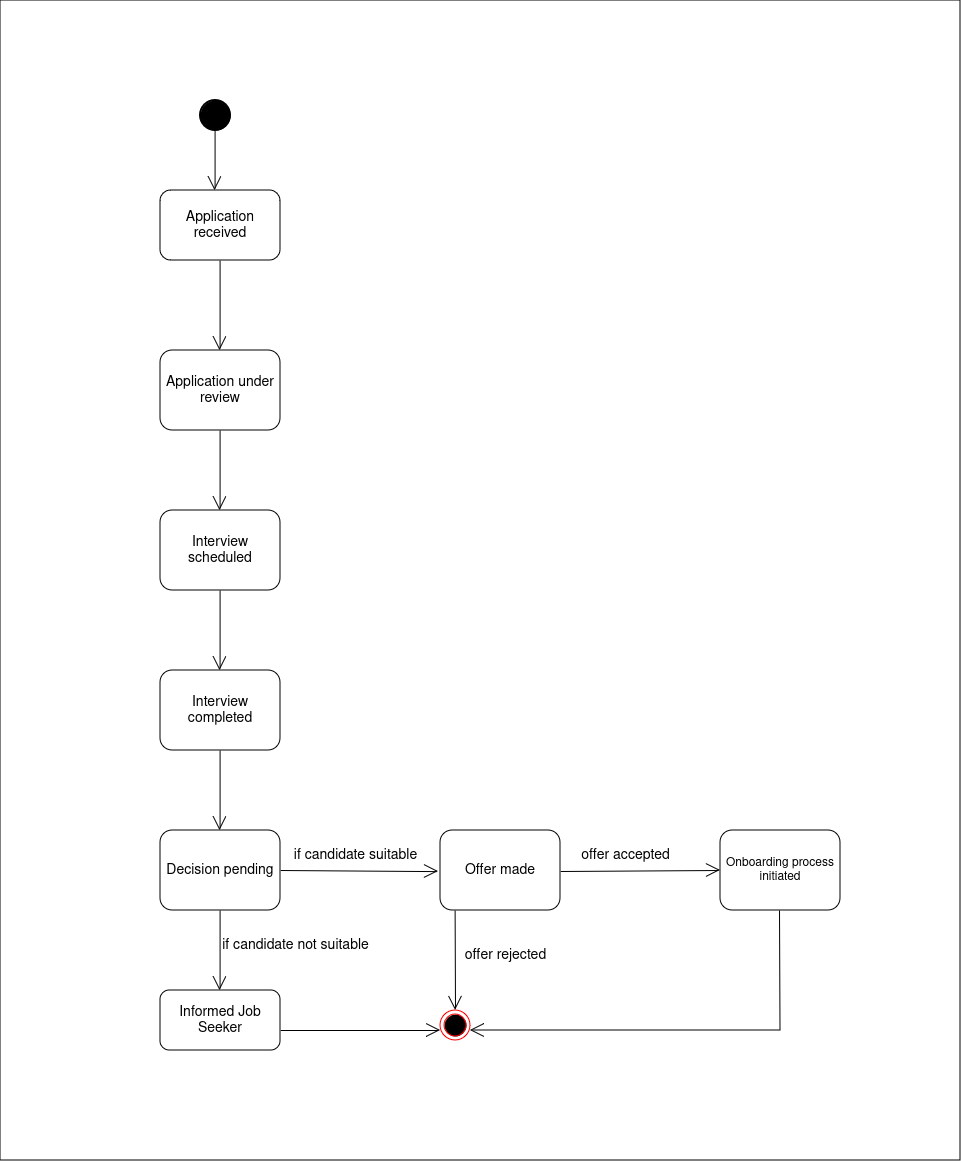 Application
received
Application under
review
Interview
scheduled
Interview
completed
Decision pending
if candidate suitable
Offer made
offer accepted
Onboarding process
initiated
if candidate not suitable
offer rejected
Informed Job
Seeker